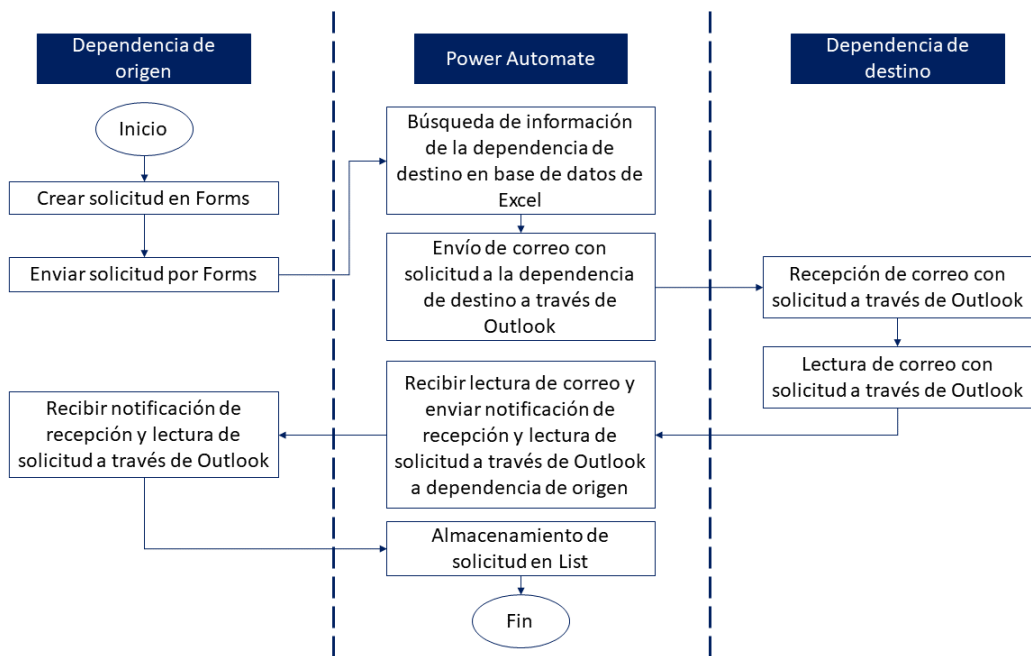 Dependencia de
origen
Power Automate
Dependencia de
destino
Inicio
Crear solicitud en Forms
Enviar solicitud por Forms
Búsqueda de información
de la dependencia de
destino en base de datos de
Excel
Envío de correo con
solicitud a la dependencia
de destino a través de
Outlook
Recepción de correo con
solicitud a través de Outlook
Lectura de correo con
solicitud a través de Outlook
Recibir lectura de correo y
enviar notificación de
recepción y lectura de
solicitud a través de Outlook
a dependencia de origen
Recibir notificación de
recepción y lectura de
solicitud a través de Outlook
Almacenamiento de
solicitud en List
Fin